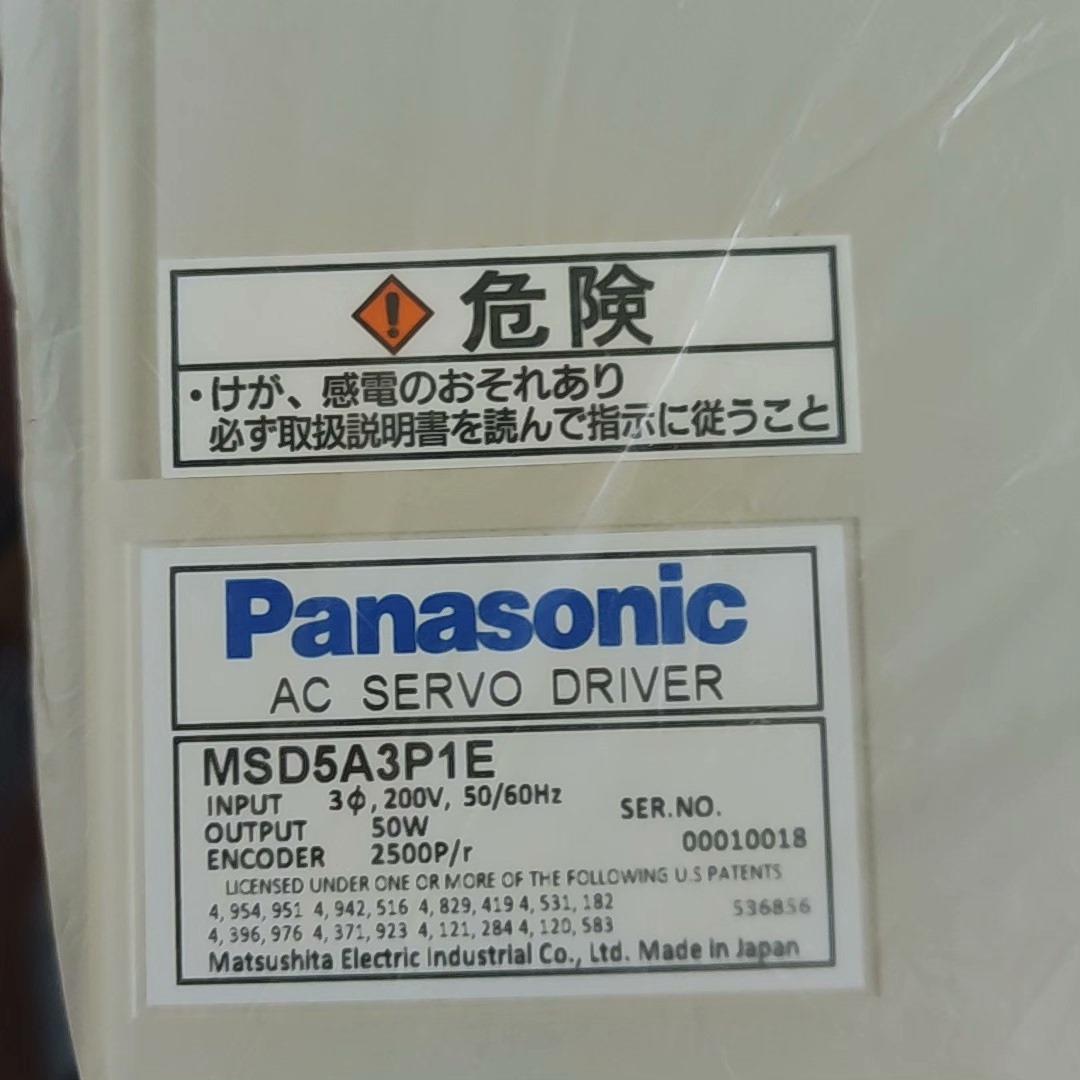 危険
・けが、感電のおそれあり
必ず取扱説明書を読んで指示に従うこと
Panasonic
AC SERVO DRIVER
MSD5A3P1E
INPUT 3φ, 200V, 50/60Hz
SER.NO.
OUTPUT 50W
00010018
ENCODER 2500P/r
LICENSED UNDER ONE OR MORE OF THE FOLLOWING U.S PATENTS
4, 954, 951 4, 942, 516 4, 829, 419 4, 531, 182
536856
4, 396, 976 4, 371, 923 4, 121, 284 4, 120, 583
Matsushita Electric Industrial Co., Ltd. Made in Japan